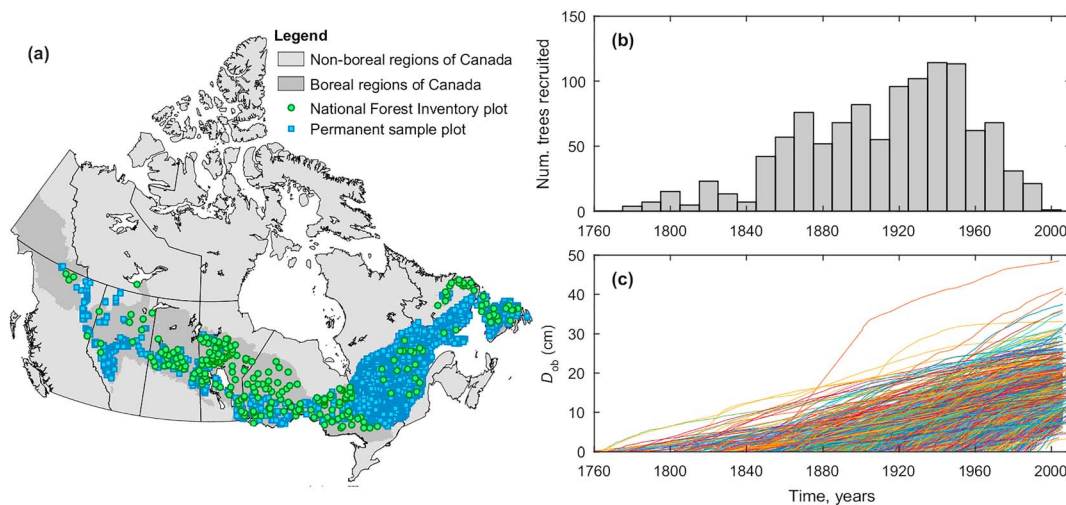 (a)
Legend
Non-boreal regions of Canada
Boreal regions of Canada
National Forest Inventory plot
Permanent sample plot
(b)
Num. trees recruited
150
100
50
0
1760 1800 1840 1880 1920 1960 2000
(c)
D_ob (cm)
50
40
30
20
10
0
1760 1800 1840 1880 1920 1960 2000
Time, years